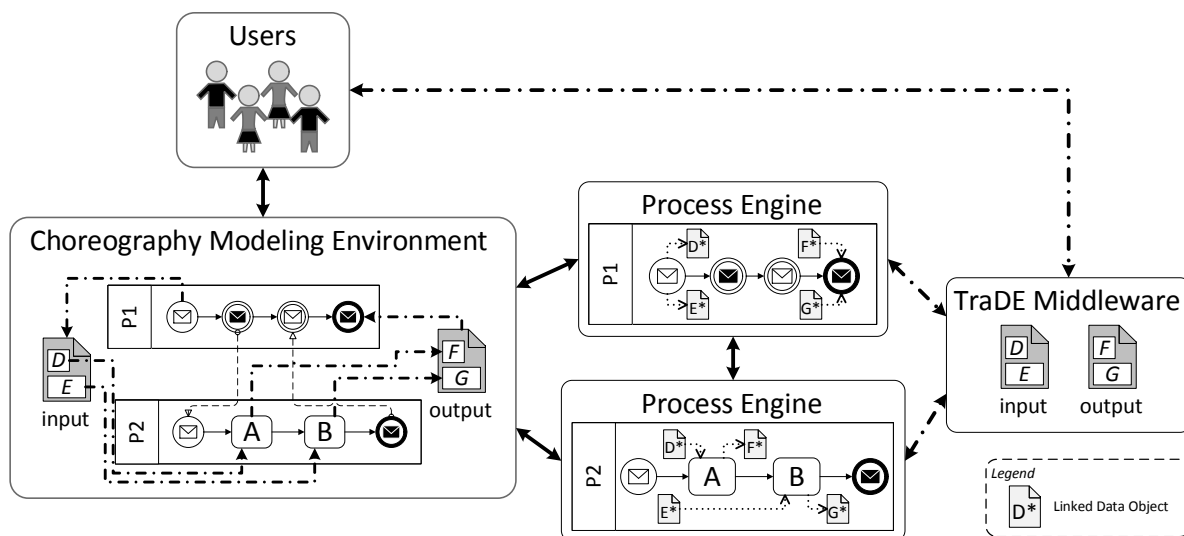 Users
Choreography Modeling Environment
P1
D
E
input
F
G
output
P2
A
B
Process Engine
P1
D*
F*
E*
G*
Process Engine
P2
D*
F*
A
B
E*
G*
TraDE Middleware
D
E
input
F
G
output
Legend
D*
Linked Data Object